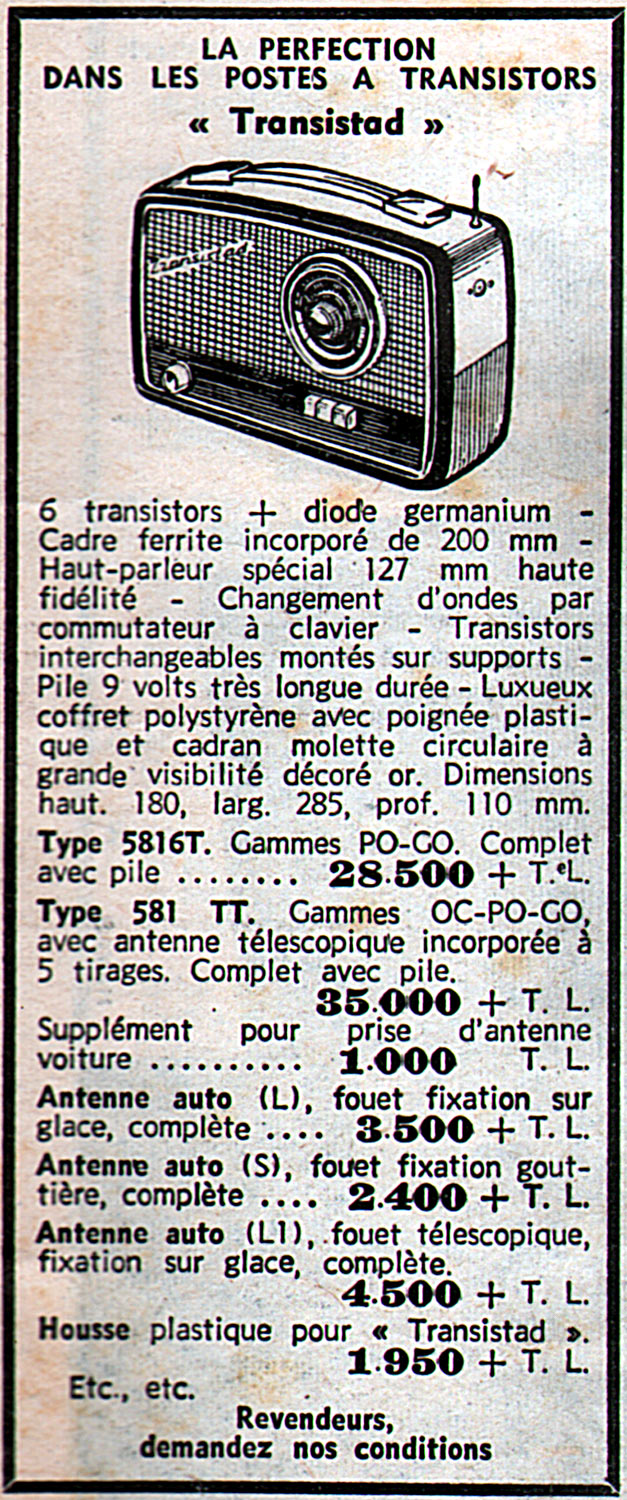 LA PERFECTION
DANS LES POSTES A TRANSISTORS
« Transistad »
Transistad
6 transistors + diode germanium -
Cadre ferrite incorporé de 200 mm -
Haut-parleur spécial 127 mm haute
fidélité - Changement d'ondes par
commutateur à clavier - Transistors
interchangeables montés sur supports -
Pile 9 volts très longue durée - Luxueux
coffret polystyrène avec poignée plasti-
que et cadran molette circulaire à
grande visibilité décoré or. Dimensions
haut. 180, larg. 285, prof. 110 mm.
Type 5816T. Gammes PO-GO. Complet
avec pile ........ 28.500 + T. L.
Type 581 TT. Gammes OC-PO-GO,
avec antenne télescopique incorporée à
5 tirages. Complet avec pile.
35.000 + T. L.
Supplément pour prise d'antenne
voiture .......... 1.000 T. L.
Antenne auto (L), fouet fixation sur
glace, complète .... 3.500 + T. L.
Antenne auto (S), fouet fixation gout-
tière, complète .... 2.400 + T. L.
Antenne auto (L1), fouet télescopique,
fixation sur glace, complète.
4.500 + T. L.
Housse plastique pour « Transistad ».
1.950 + T. L.
Etc., etc.
Revendeurs,
demandez nos conditions